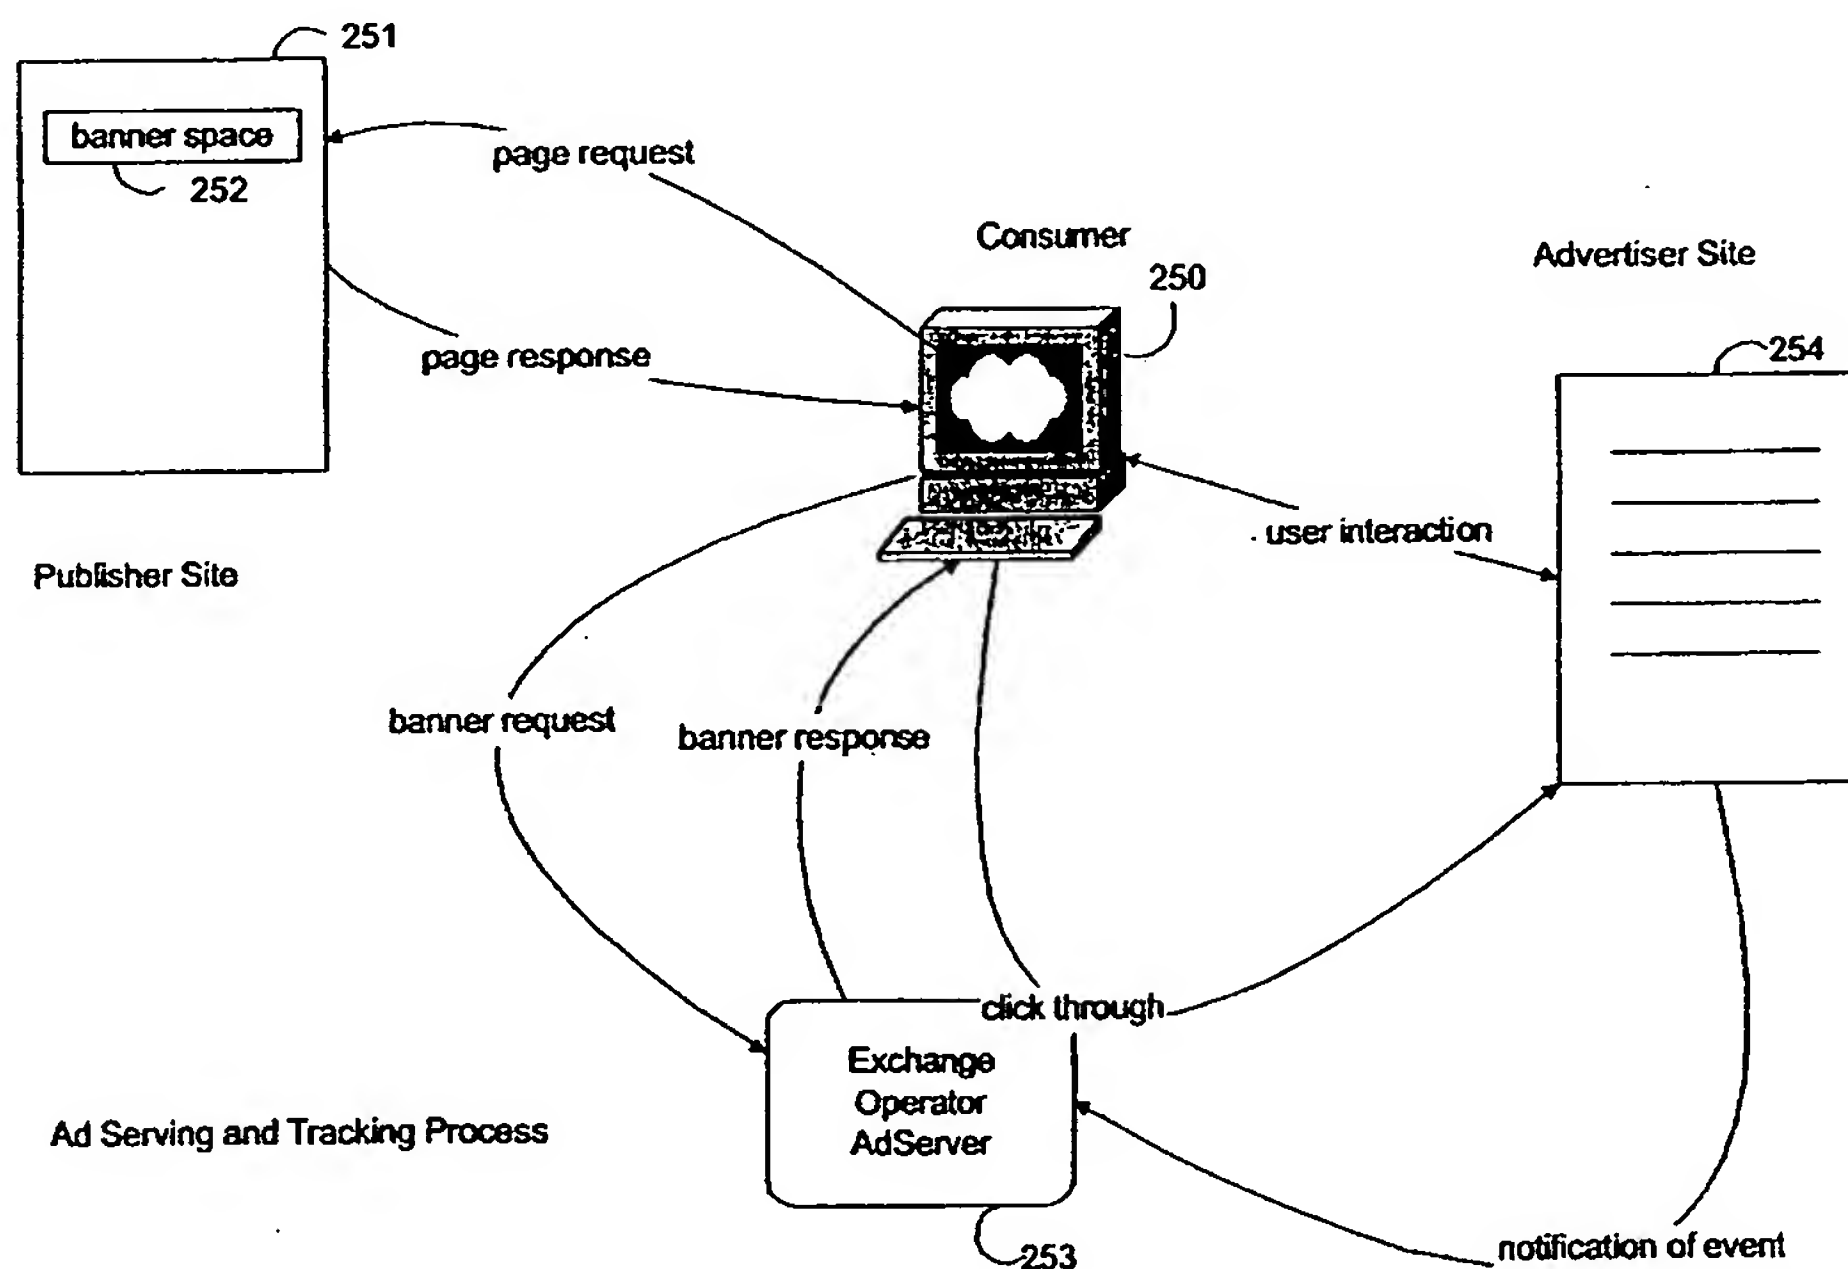 251
banner space
252
page request
Consumer
250
Advertiser Site
page response
254
user interaction
Publisher Site
banner request
banner response
click through
Exchange
Operator
AdServer
Ad Serving and Tracking Process
253
notification of event